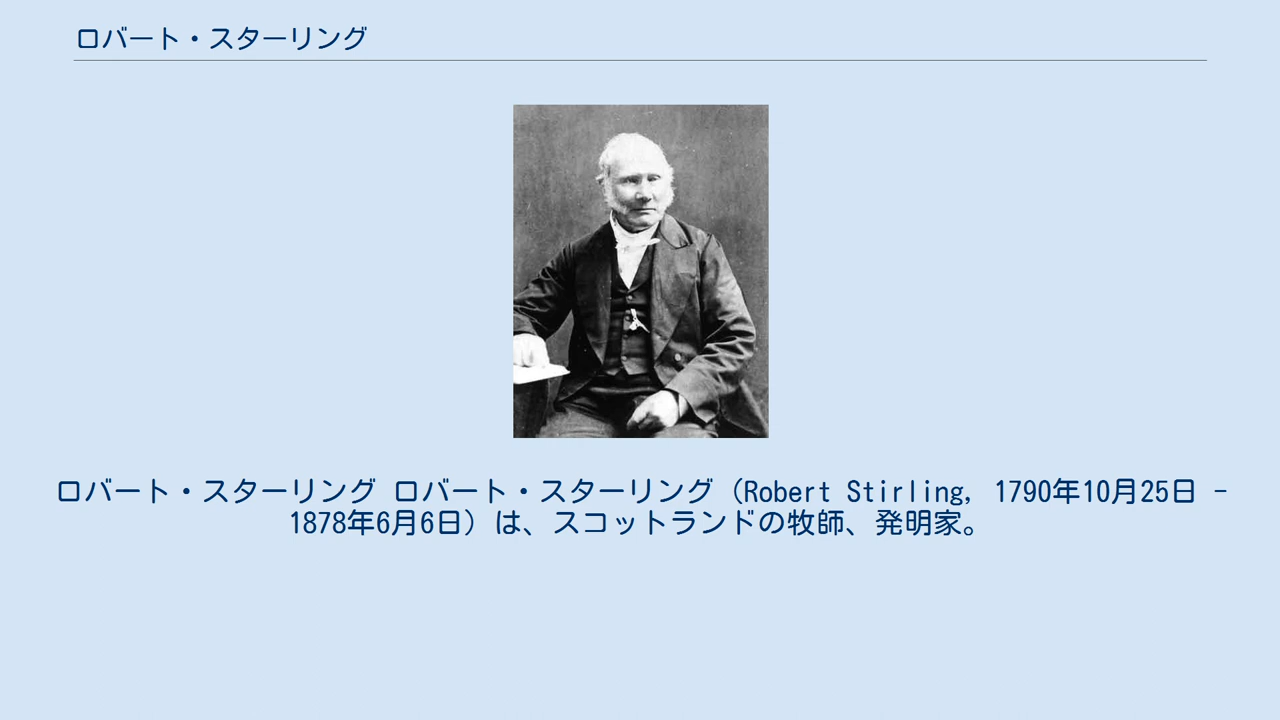 ロバート・スターリング
ロバート・スターリング ロバート・スターリング（Robert Stirling, 1790年10月25日 -
1878年6月6日）は、スコットランドの牧師、発明家。